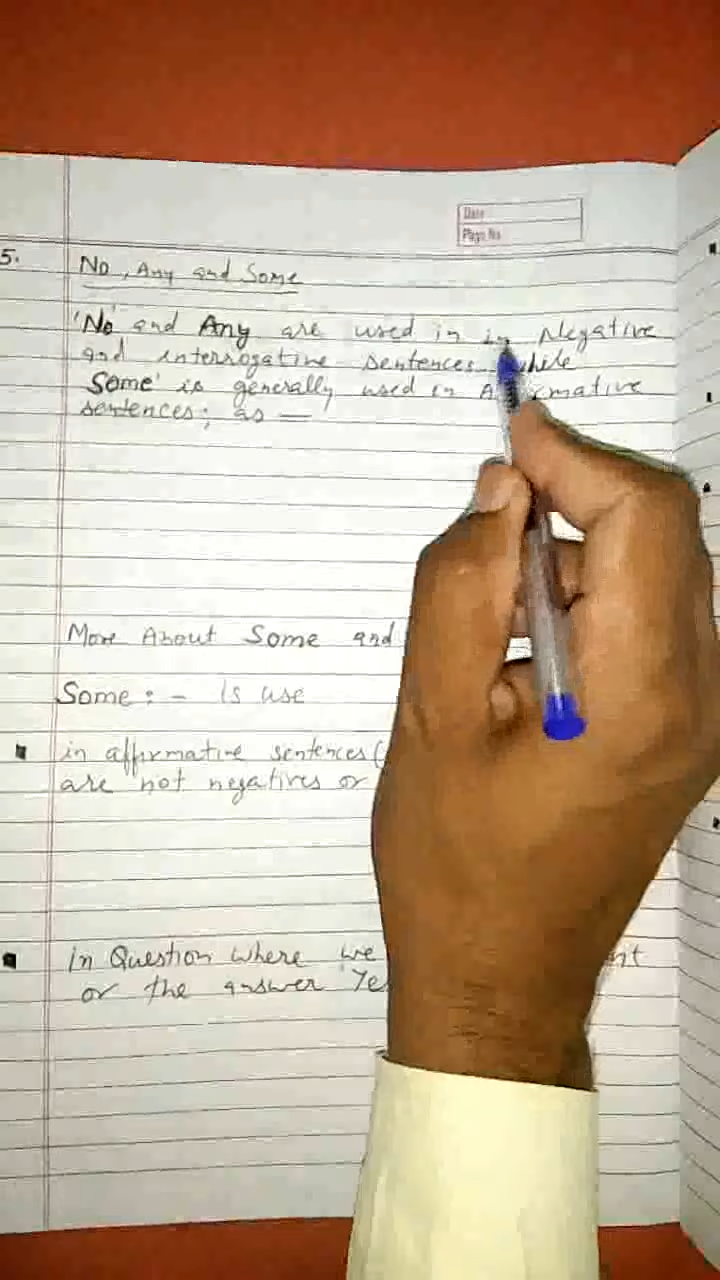 Date
Page No
5.
No, Any and Some
'No' and Any are used in in Negative
and interrogative sentences while
Some' is generally used in
sentences; as —
More About Some and
Some : - Is use
in affirmative sentences (
are not negatives or
in Question where we
or the answer